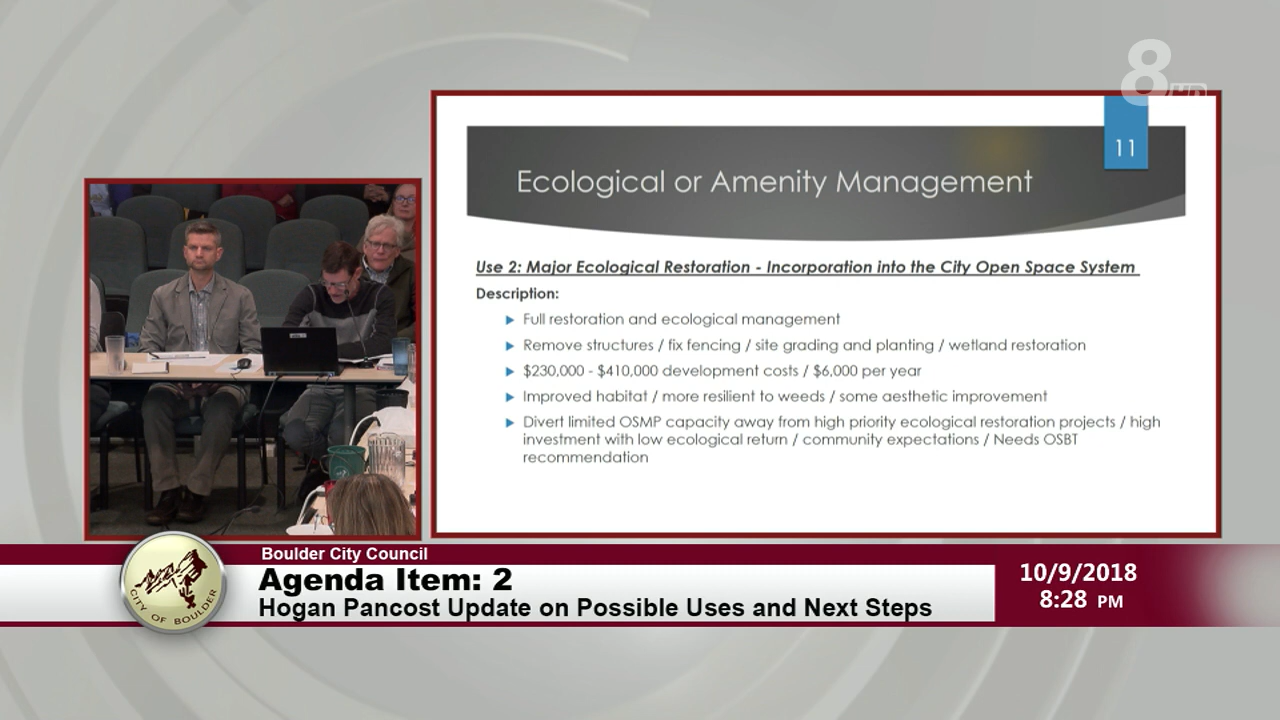 8
HD
11
Ecological or Amenity Management
Use 2: Major Ecological Restoration - Incorporation into the City Open Space System
Description:
Full restoration and ecological management
Remove structures / fix fencing / site grading and planting / wetland restoration
$230,000 - $410,000 development costs / $6,000 per year
Improved habitat / more resilient to weeds / some aesthetic improvement
Divert limited OSMP capacity away from high priority ecological restoration projects / high
investment with low ecological return / community expectations / Needs OSBT
recommendation
Boulder City Council
Agenda Item: 2
Hogan Pancost Update on Possible Uses and Next Steps
10/9/2018
8:28 PM
CITY OF BOULDER